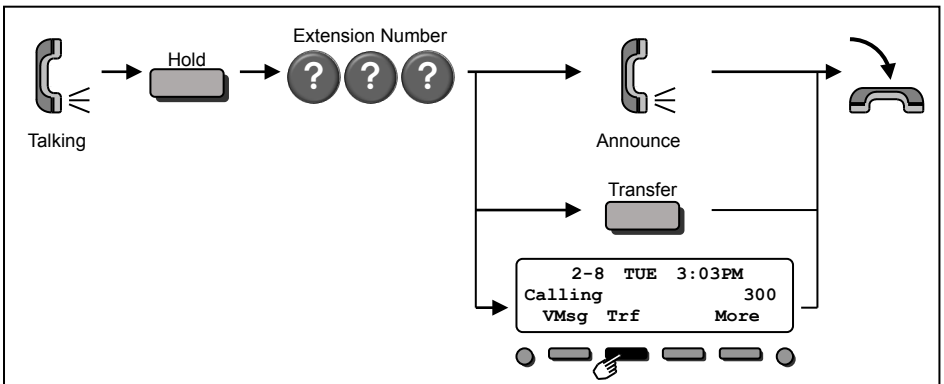 Extension Number
Hold
? ? ?
Talking
Announce
Transfer
2-8 TUE 3:03PM
Calling 300
VMsg Trf More